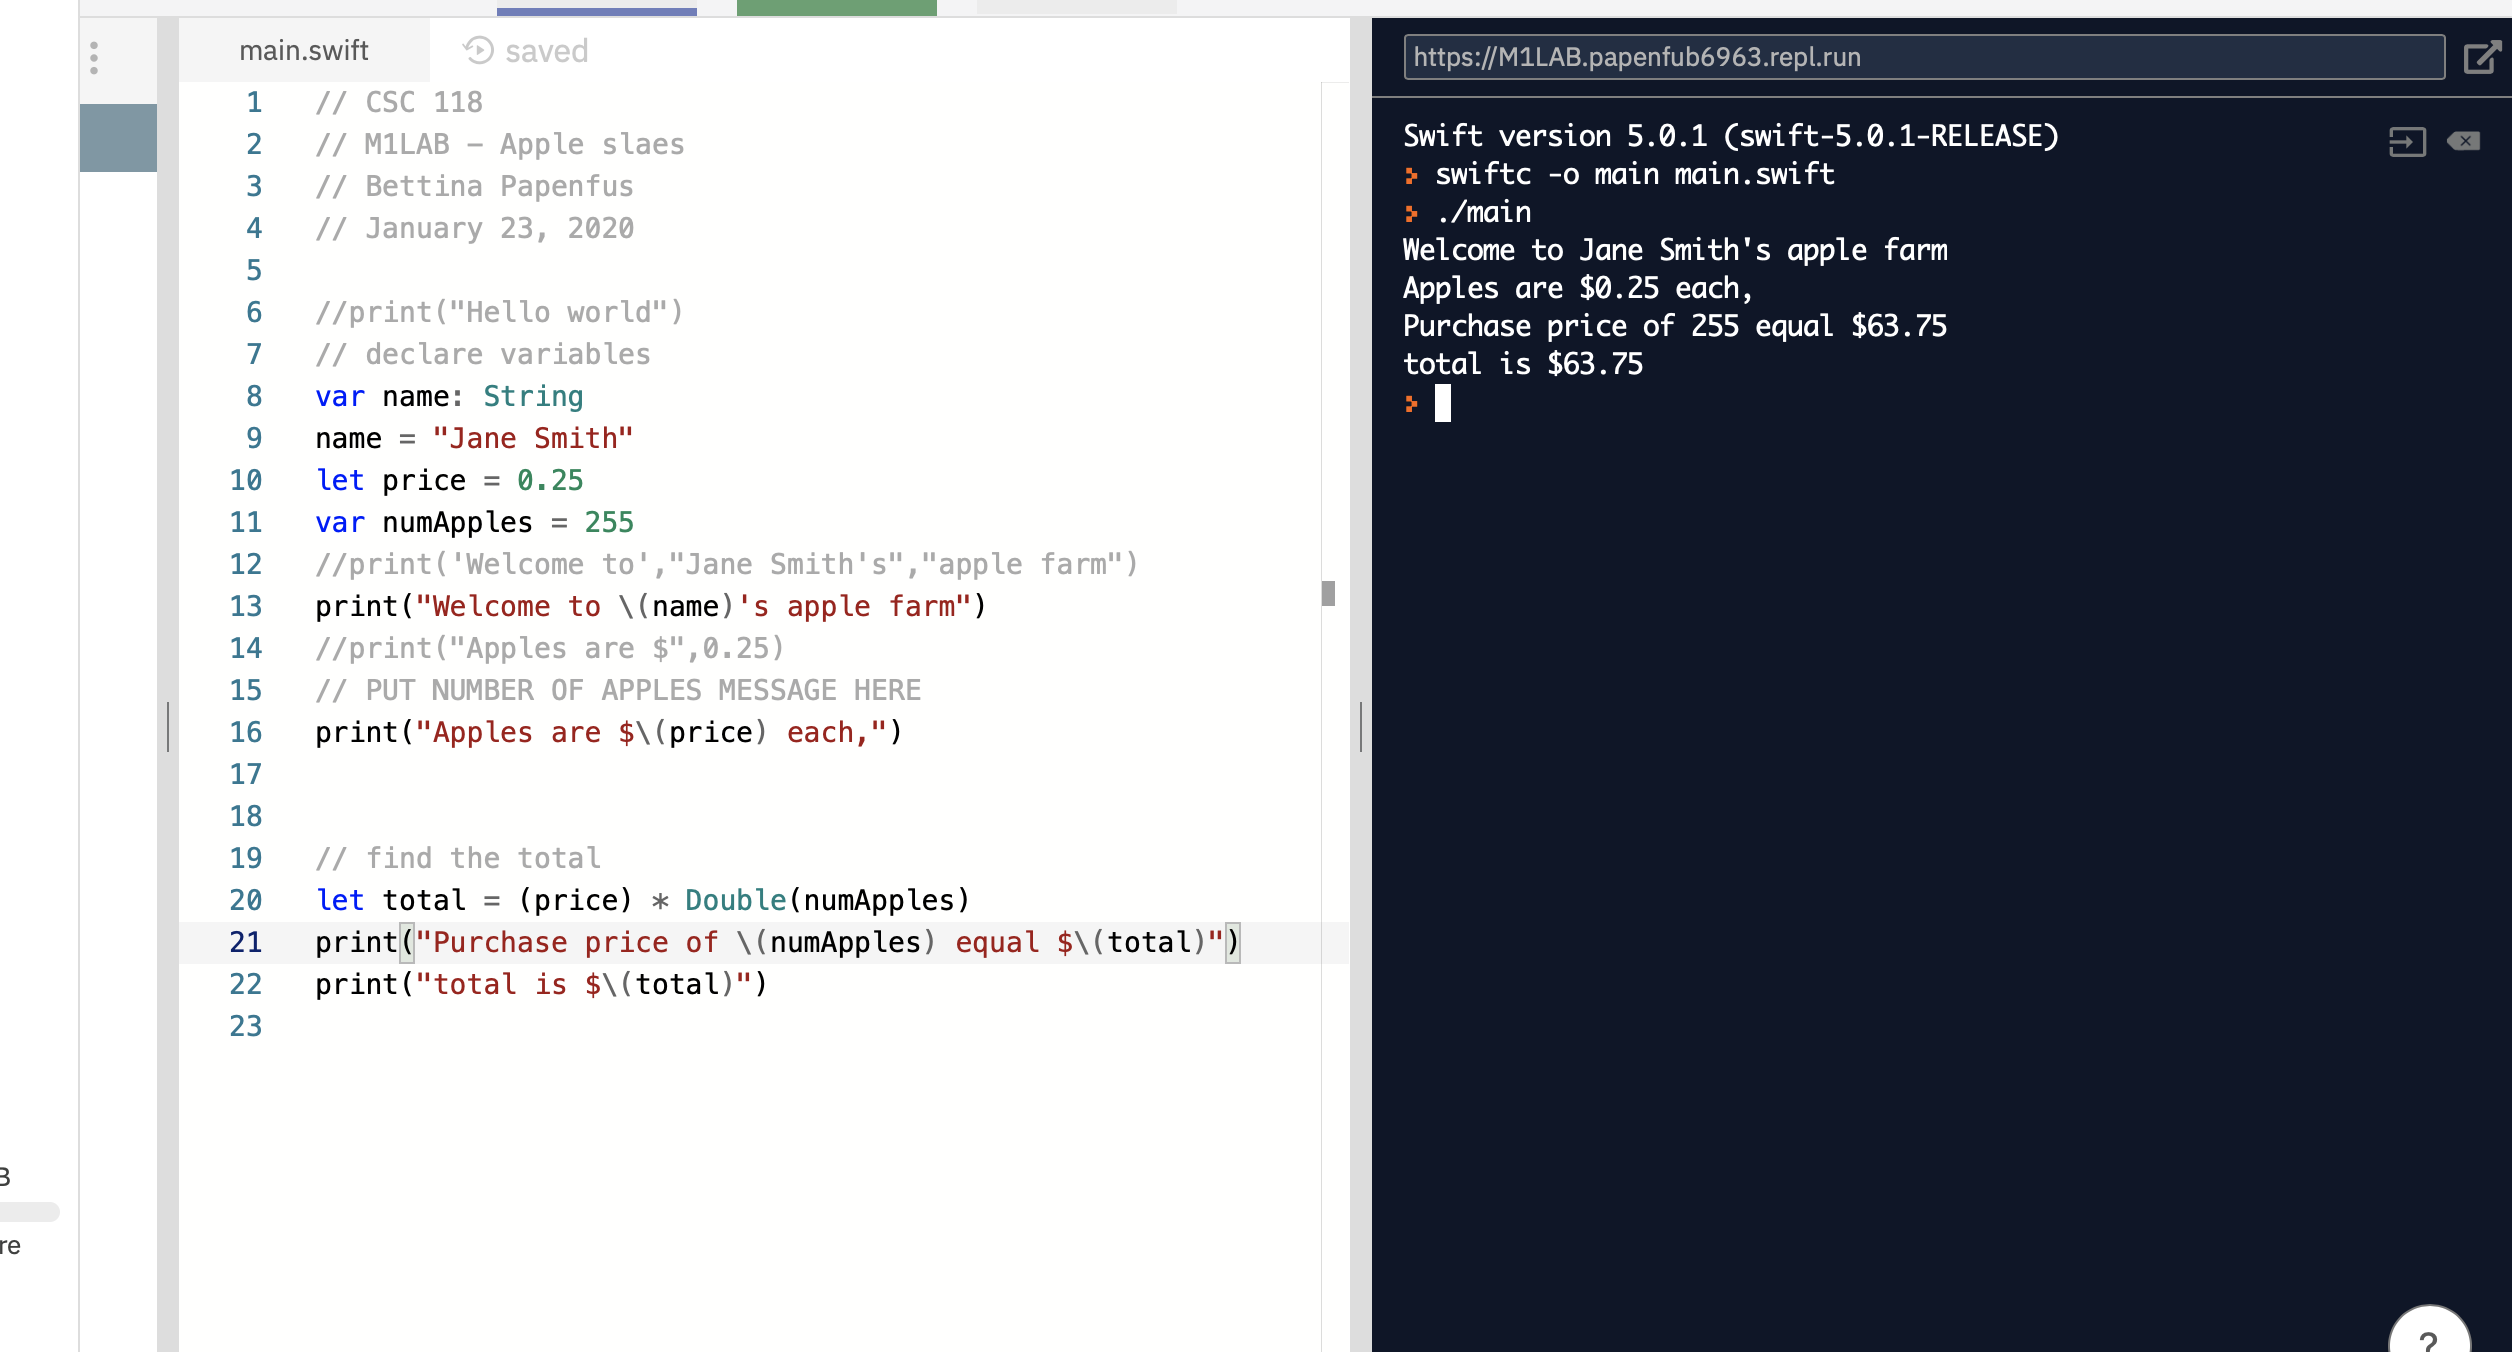 main.swift
saved
1 // CSC 118
2 // M1LAB – Apple slaes
3 // Bettina Papenfus
4 // January 23, 2020
5
6 //print("Hello world")
7 // declare variables
8 var name: String
9 name = "Jane Smith"
10 let price = 0.25
11 var numApples = 255
12 //print('Welcome to',"Jane Smith's","apple farm")
13 print("Welcome to \(name)'s apple farm")
14 //print("Apples are $",0.25)
15 // PUT NUMBER OF APPLES MESSAGE HERE
16 print("Apples are $\(price) each,")
17
18
19 // find the total
20 let total = (price) * Double(numApples)
21 print("Purchase price of \(numApples) equal $\(total)")
22 print("total is $\(total)")
23
B
re
https://M1LAB.papenfub6963.repl.run
Swift version 5.0.1 (swift-5.0.1-RELEASE)
swiftc -o main main.swift
./main
Welcome to Jane Smith's apple farm
Apples are $0.25 each,
Purchase price of 255 equal $63.75
total is $63.75
?